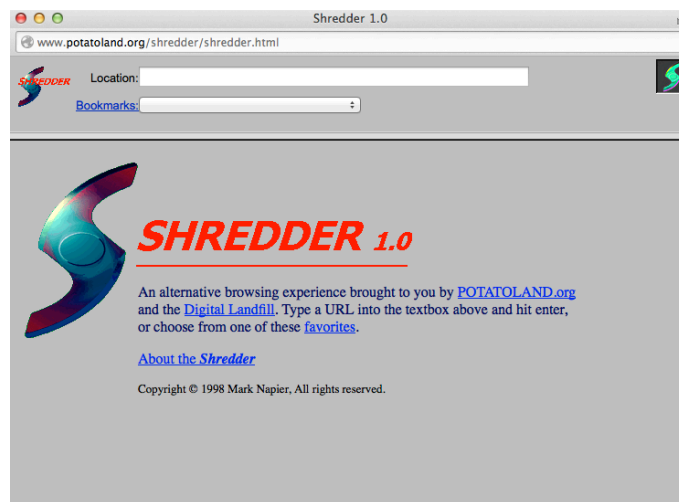 Shredder 1.0
www.potatoland.org/shredder/shredder.html
SHREDDER
Location:
Bookmarks:
SHREDDER 1.0
An alternative browsing experience brought to you by POTATOLAND.org
and the Digital Landfill. Type a URL into the textbox above and hit enter,
or choose from one of these favorites.
About the Shredder
Copyright © 1998 Mark Napier, All rights reserved.